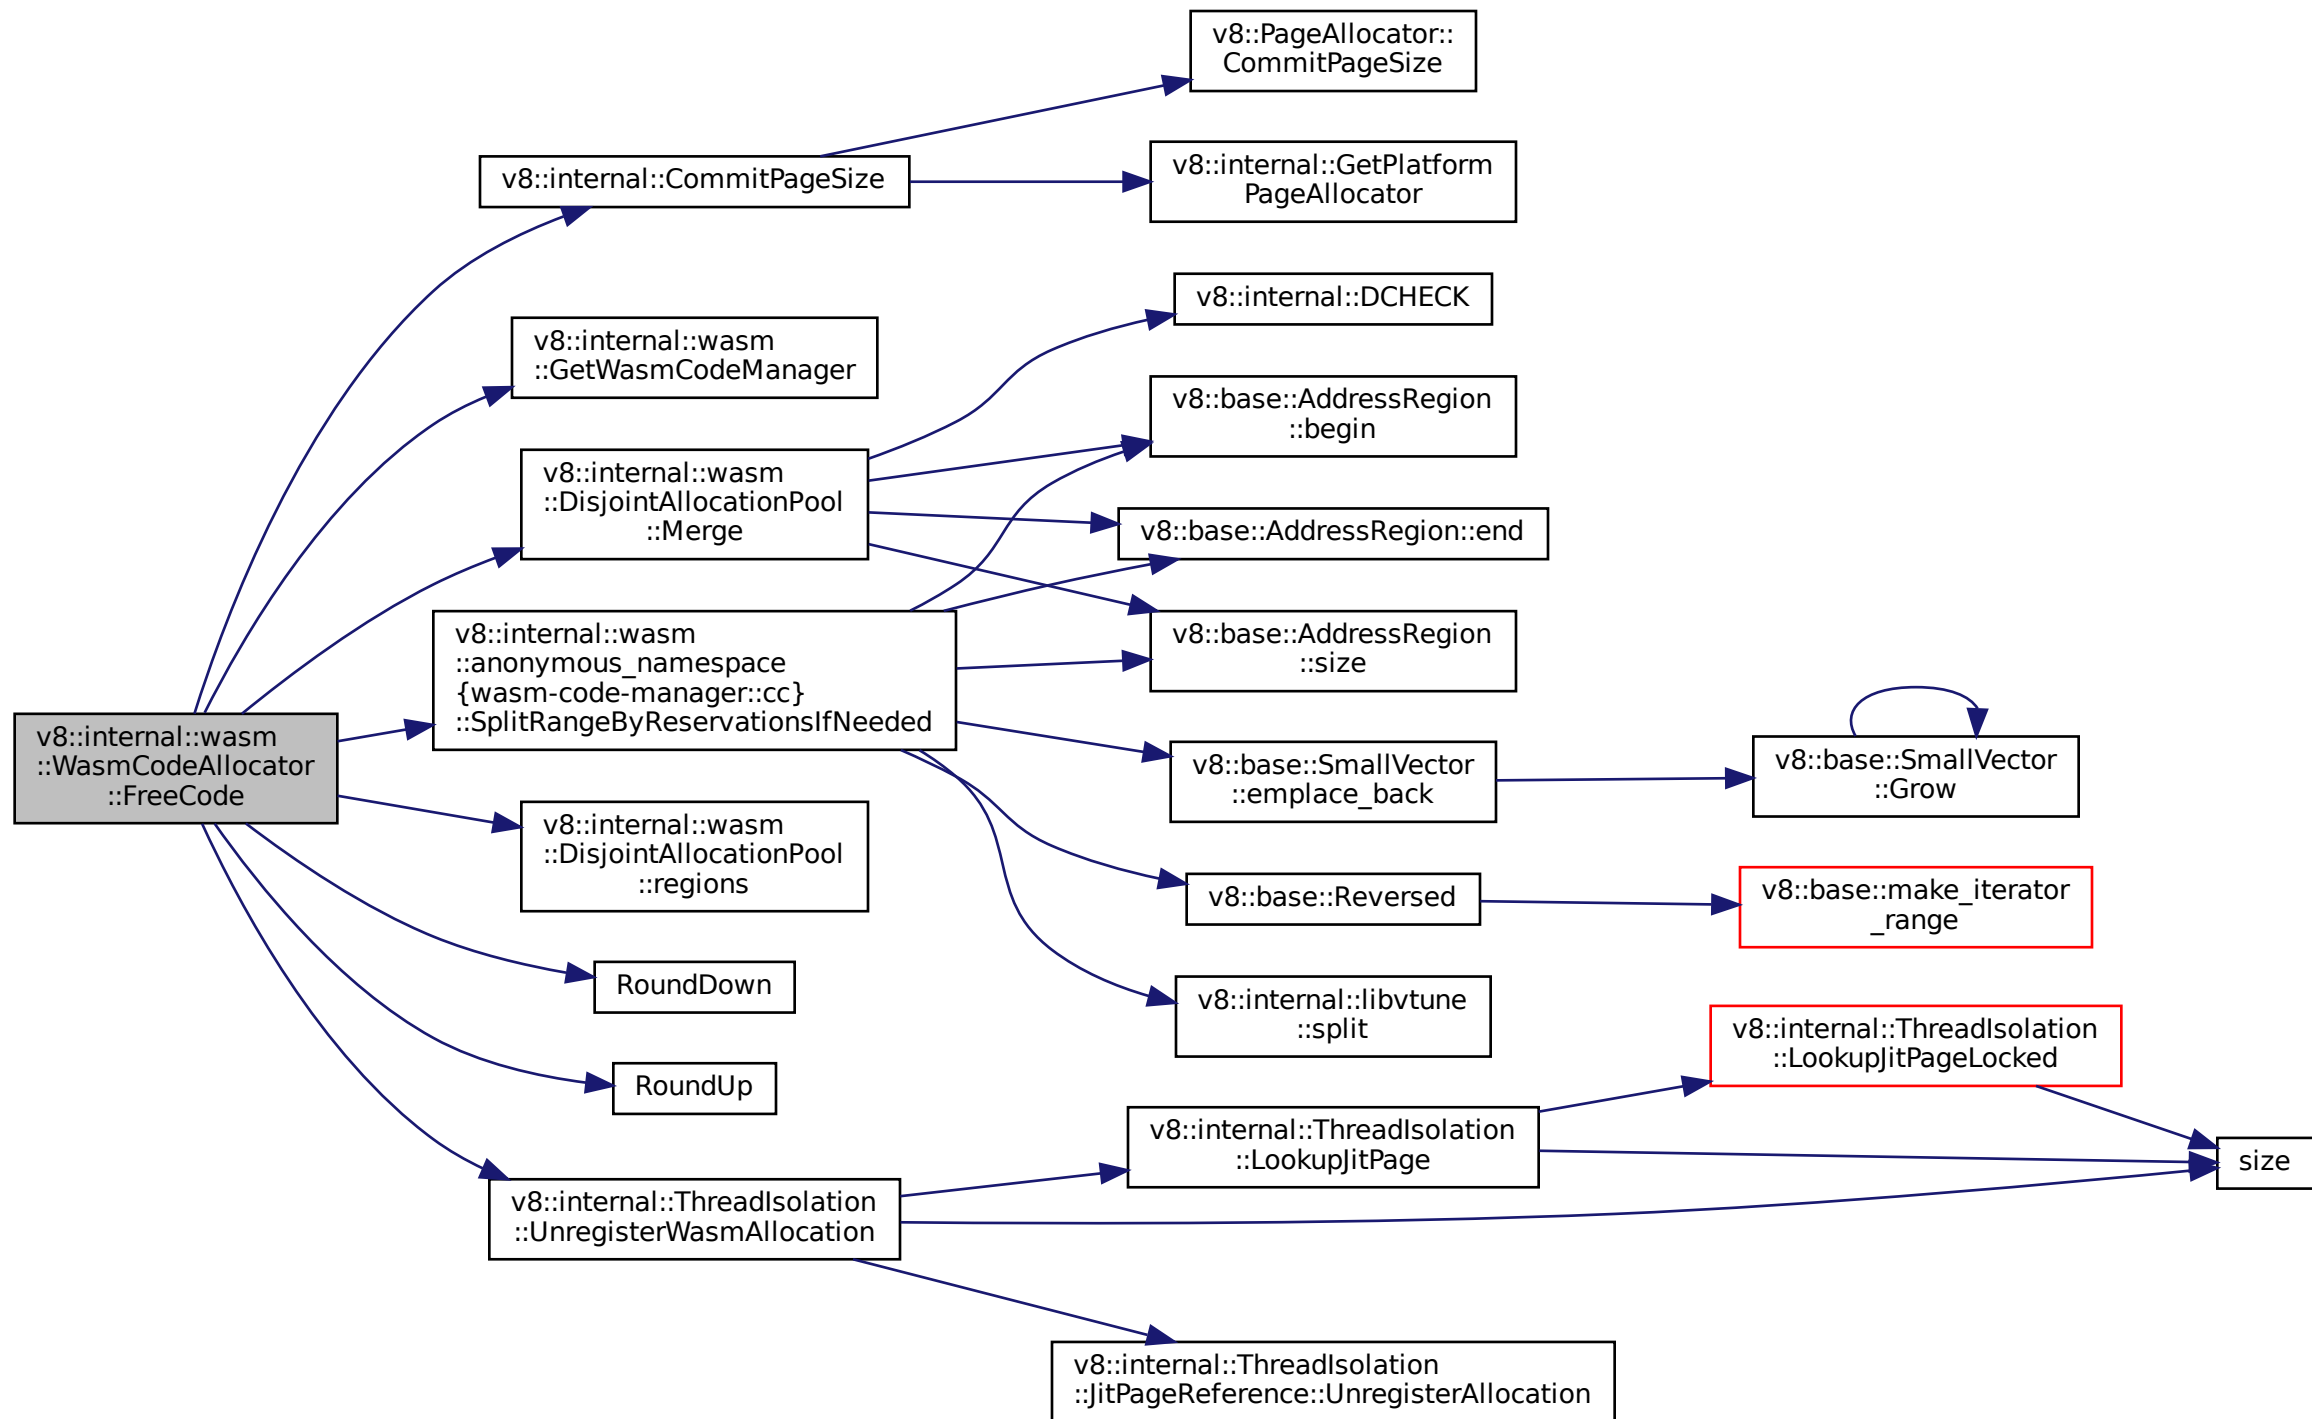 v8::internal::wasm
::WasmCodeAllocator
::FreeCode
v8::internal::CommitPageSize
v8::PageAllocator::
CommitPageSize
v8::internal::GetPlatform
PageAllocator
v8::internal::wasm
::GetWasmCodeManager
v8::internal::wasm
::DisjointAllocationPool
::Merge
v8::internal::DCHECK
v8::base::AddressRegion
::begin
v8::base::AddressRegion::end
v8::base::AddressRegion
::size
v8::internal::wasm
::anonymous_namespace
{wasm-code-manager::cc}
::SplitRangeByReservationsIfNeeded
v8::base::SmallVector
::emplace_back
v8::base::SmallVector
::Grow
v8::base::Reversed
v8::base::make_iterator
_range
v8::internal::libvtune
::split
v8::internal::wasm
::DisjointAllocationPool
::regions
RoundDown
RoundUp
v8::internal::ThreadIsolation
::UnregisterWasmAllocation
v8::internal::ThreadIsolation
::LookupJitPage
v8::internal::ThreadIsolation
::LookupJitPageLocked
size
v8::internal::ThreadIsolation
::JitPageReference::UnregisterAllocation